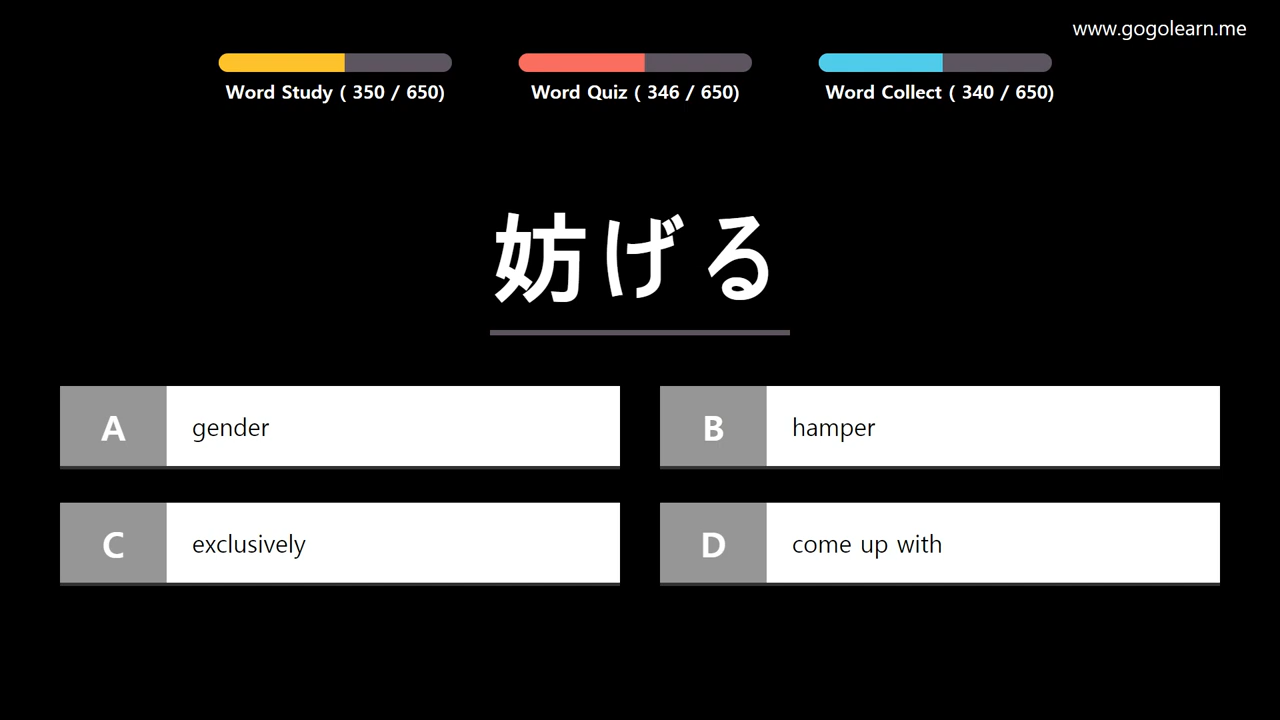 www.gogolearn.me
Word Study ( 350 / 650)
Word Quiz ( 346 / 650)
Word Collect ( 340 / 650)
妨げる
A gender
B hamper
C exclusively
D come up with